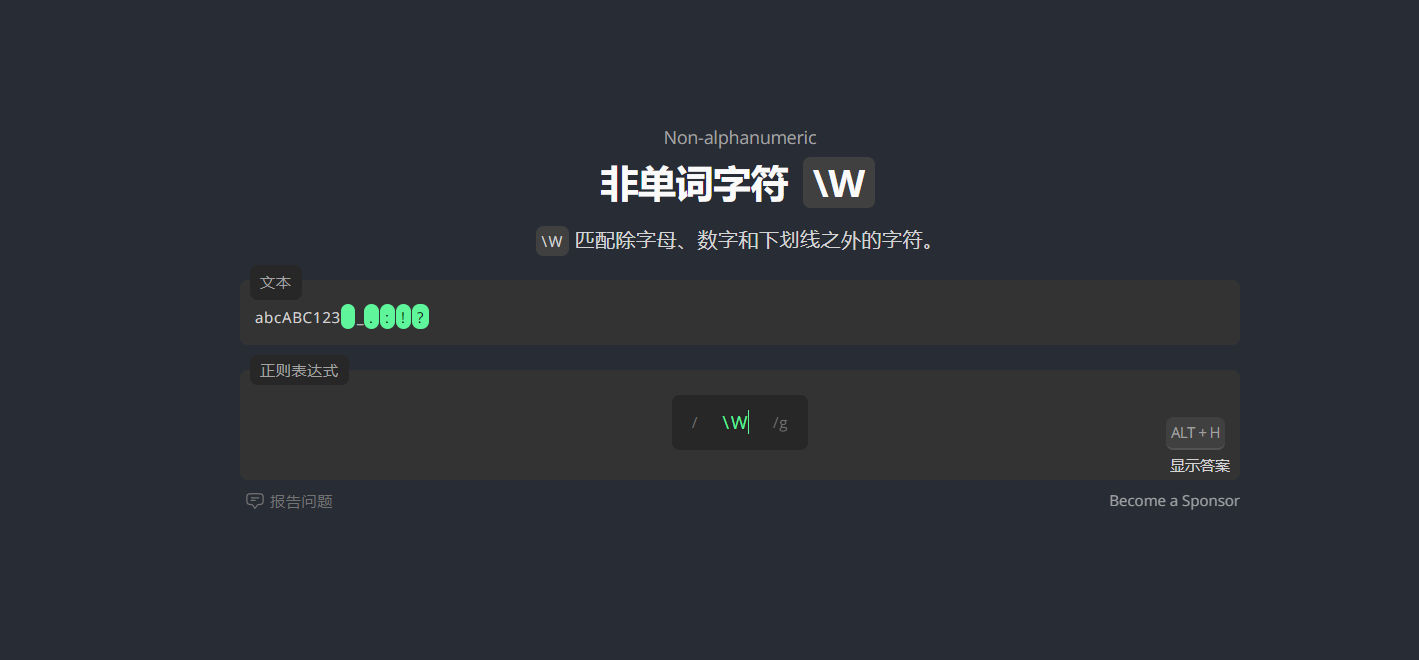 Non-alphanumeric
非单词字符 \W
\W 匹配除字母、数字和下划线之外的字符。
文本
abcABC123 _.:!?
正则表达式
/ \W /g
ALT + H
显示答案
报告问题 Become a Sponsor